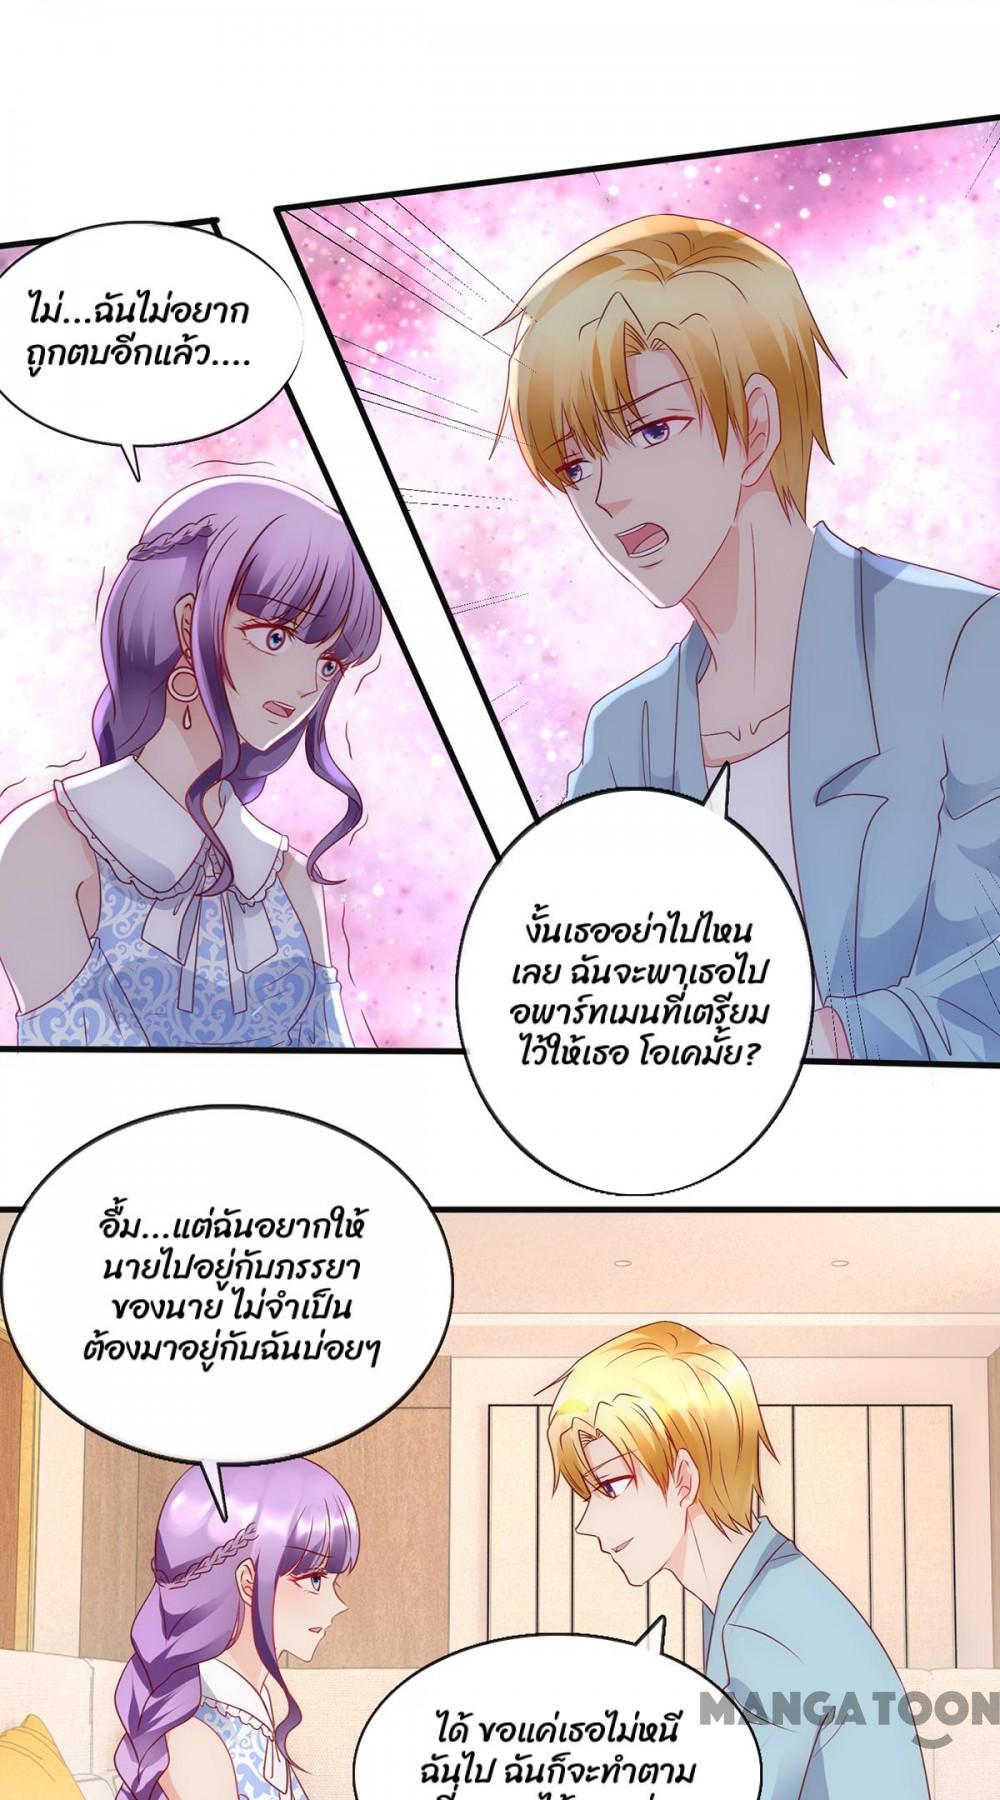 ไม่...ฉันไม่อยาก
ถูกตบอีกแล้ว....
งั้นเธออย่าไปไหน
เลย ฉันจะพาเธอไป
อพาร์ทเมนที่เตรียม
ไว้ให้เธอ โอเคมั้ย?
อื้ม...แต่ฉันอยากให้
นายไปอยู่กับภรรยา
ของนาย ไม่จำเป็น
ต้องมาอยู่กับฉันบ่อยๆ
ได้ ขอแค่เธอไม่หนี
ฉันไป ฉันก็จะทำตาม
MANGATOON